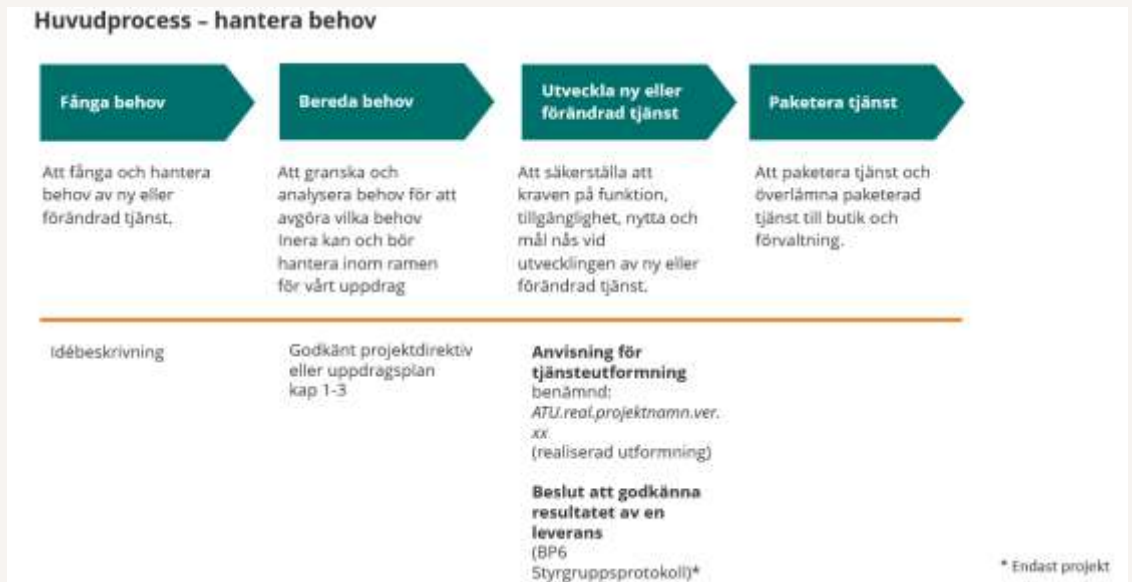 Huvudprocess – hantera behov
Fånga behov
Bereda behov
Utveckla ny eller
förändrad tjänst
Paketera tjänst
Att fånga och hantera
behov av ny eller
förändrad tjänst.
Att granska och
analysera behov för att
avgöra vilka behov
Inera kan och bör
hantera inom ramen
för vårt uppdrag
Att säkerställa att
kraven på funktion,
tillgänglighet, nytta och
mål nås vid
utvecklingen av ny eller
förändrad tjänst.
Att paketera tjänst och
överlämna paketerad
tjänst till butik och
förvaltning.
Idébeskrivning
Godkänt projektdirektiv
eller uppdragsplan
kap 1-3
Anvisning för
tjänsteutformning
benämnd:
ATU.real.projektnamn.ver.
xx
(realiserad utformning)
Beslut att godkänna
resultatet av en
leverans
(BP6
Styrgruppsprotokoll)*
* Endast projekt